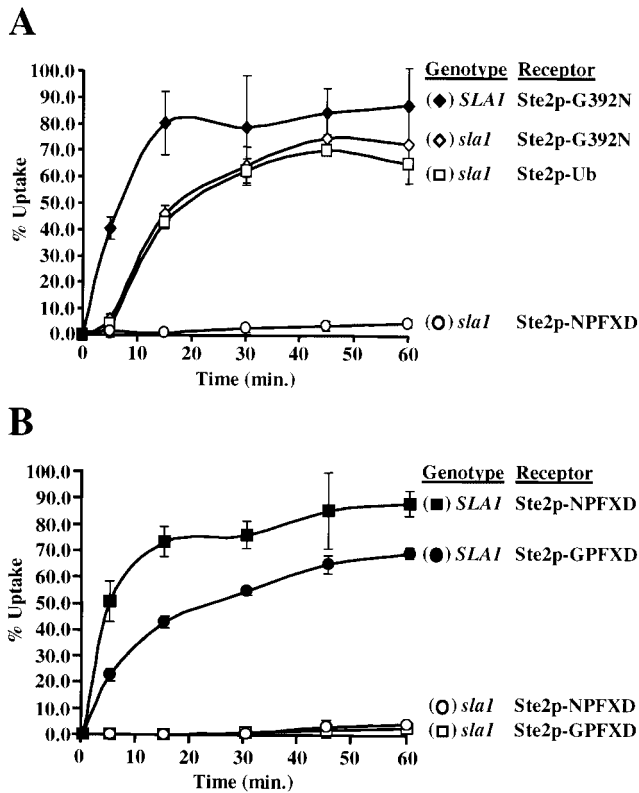 A
Genotype Receptor
100.0
90.0
80.0
70.0
60.0
50.0
40.0
30.0
20.0
10.0
0.0
% Uptake
(◆) SLA1 Ste2p-G392N
(◇) sla1 Ste2p-G392N
(□) sla1 Ste2p-Ub
(○) sla1 Ste2p-NPFXD
0 10 20 30 40 50 60
Time (min.)
B
Genotype Receptor
100.0
90.0
80.0
70.0
60.0
50.0
40.0
30.0
20.0
10.0
0.0
% Uptake
(■) SLA1 Ste2p-NPFXD
(●) SLA1 Ste2p-GPFXD
(○) sla1 Ste2p-NPFXD
(□) sla1 Ste2p-GPFXD
0 10 20 30 40 50 60
Time (min.)